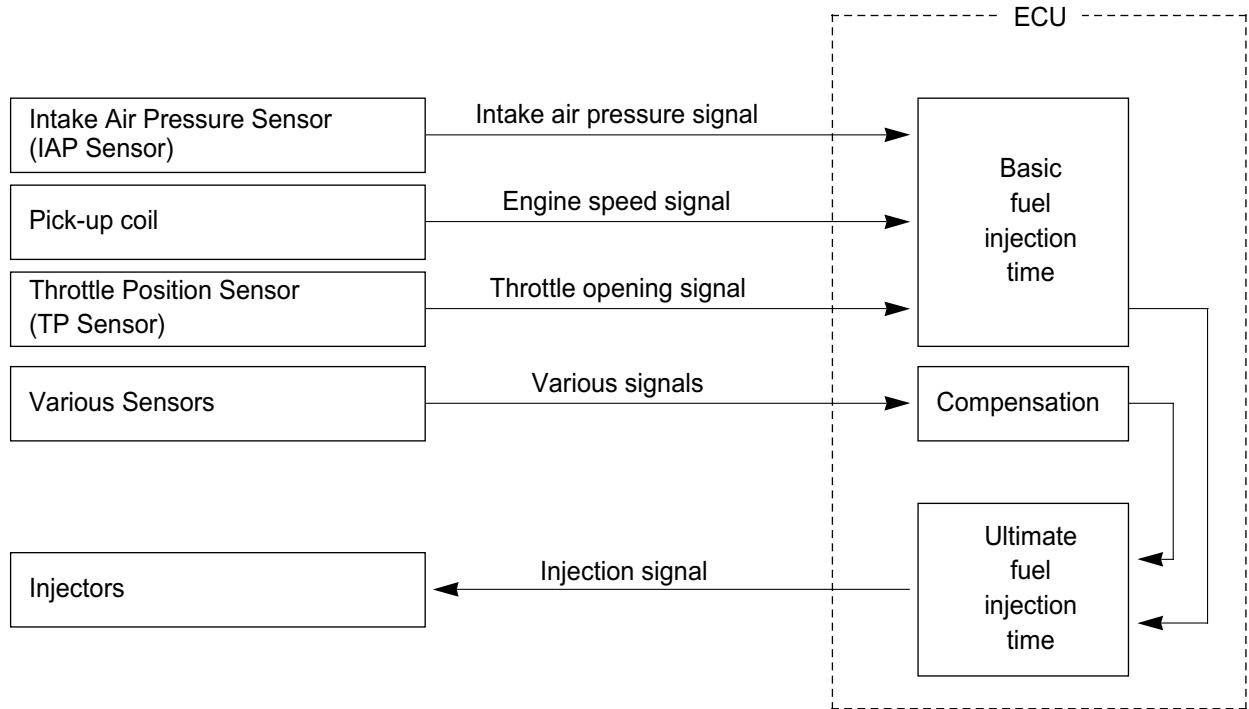 ECU
Intake Air Pressure Sensor
(IAP Sensor)
Intake air pressure signal
Pick-up coil
Engine speed signal
Throttle Position Sensor
(TP Sensor)
Throttle opening signal
Basic
fuel
injection
time
Various Sensors
Various signals
Compensation
Injectors
Injection signal
Ultimate
fuel
injection
time